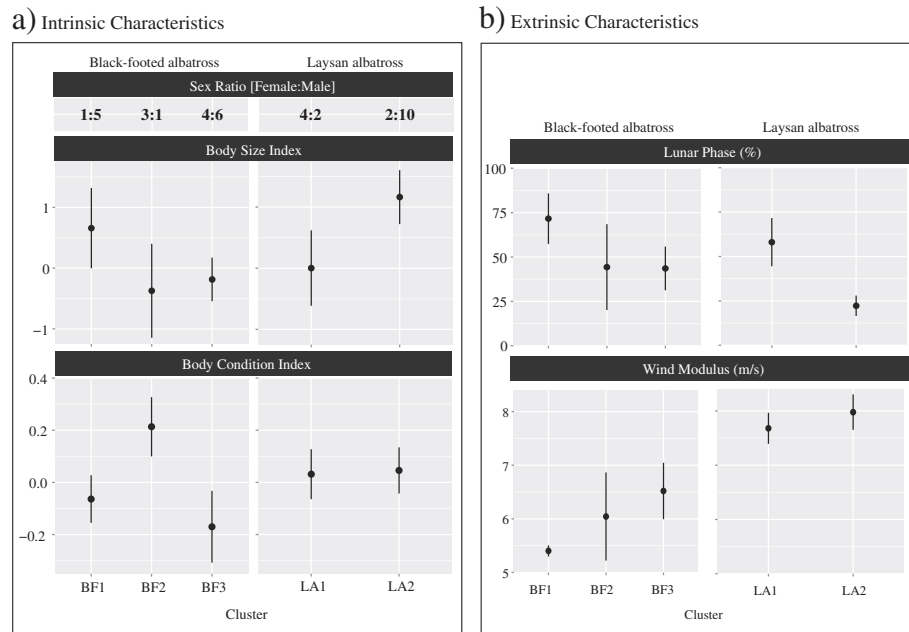 a) Intrinsic Characteristics
Black-footed albatross Laysan albatross
Sex Ratio [Female:Male]
1:5 3:1 4:6 4:2 2:10
Body Size Index
1
0
−1
Body Condition Index
0.4
0.2
0.0
−0.2
BF1 BF2 BF3 LA1 LA2
Cluster
b) Extrinsic Characteristics
Black-footed albatross Laysan albatross
Lunar Phase (%)
100
75
50
25
0
Wind Modulus (m/s)
8
7
6
5
BF1 BF2 BF3 LA1 LA2
Cluster